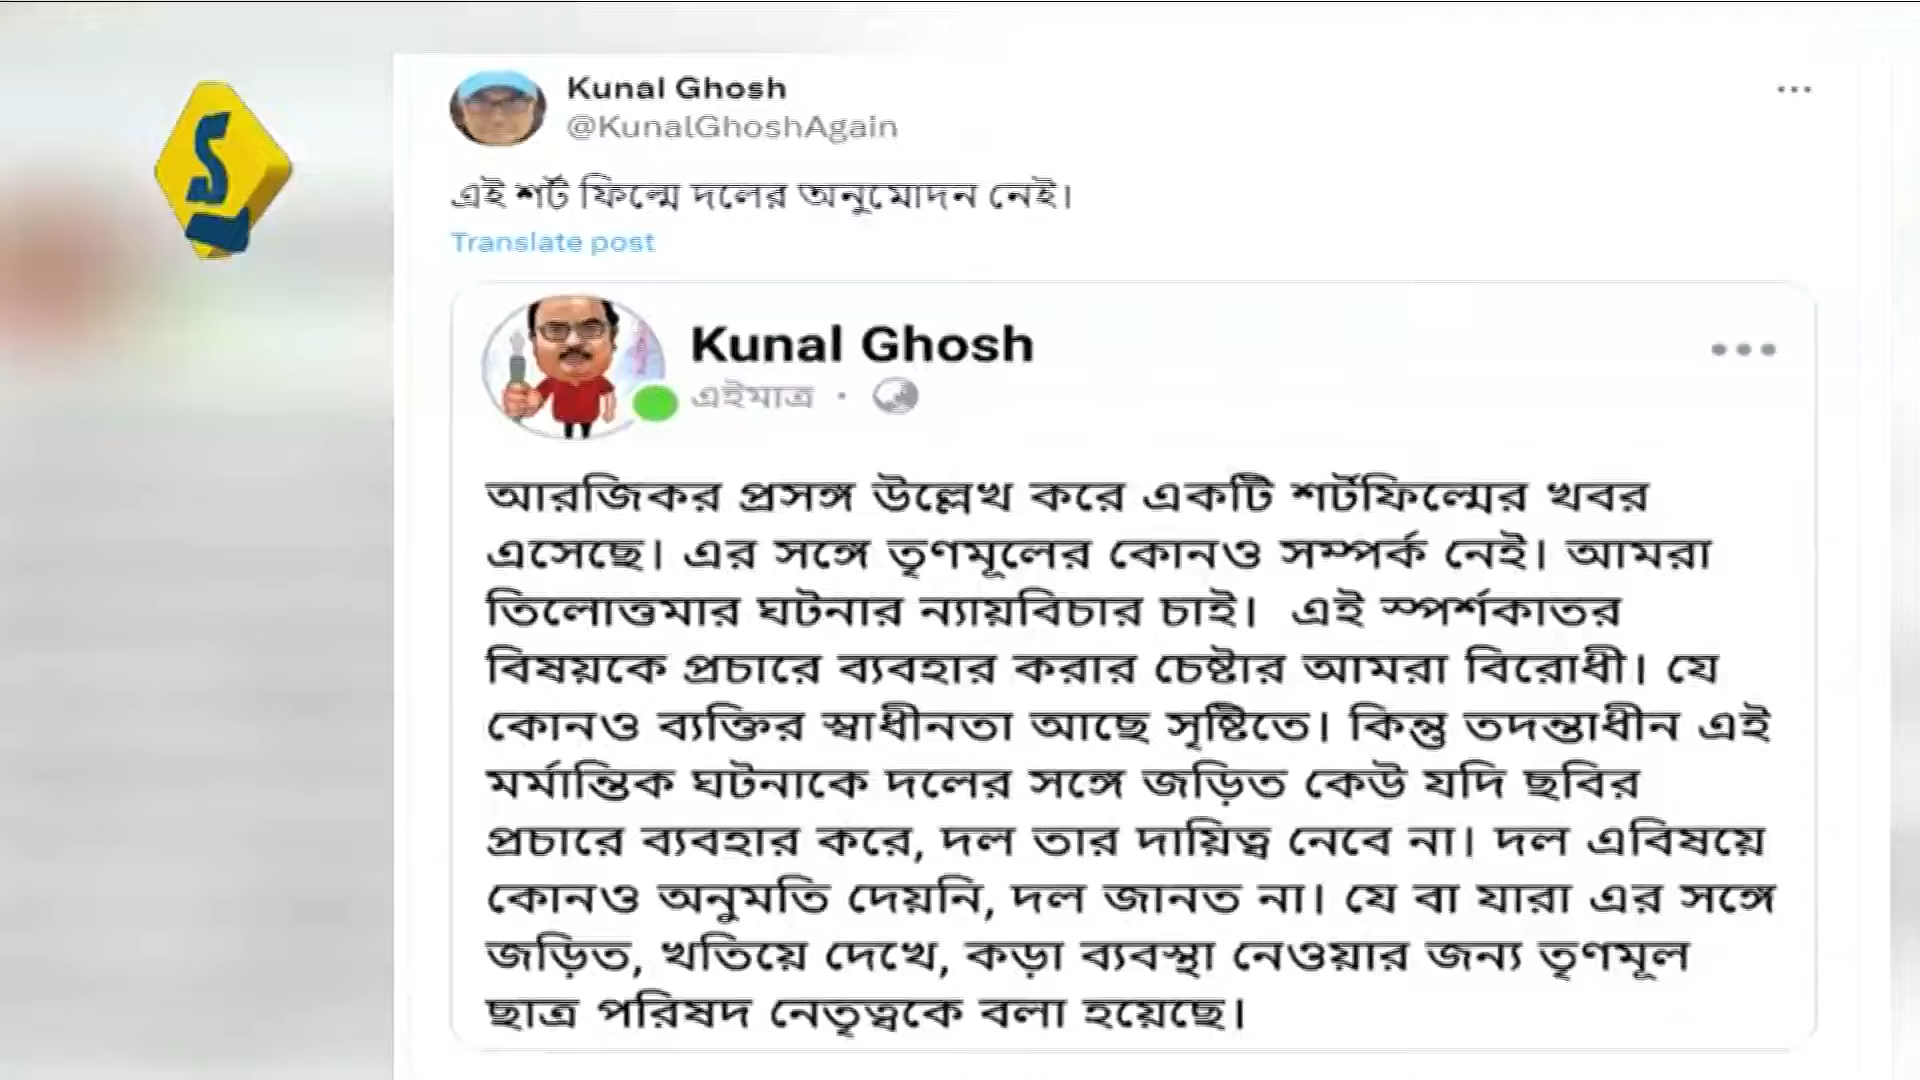 Kunal Ghosh
@KunalGhoshAgain
এই শর্ট ফিল্মে দলের অনুমোদন নেই।
Translate post
Kunal Ghosh
এইমাত্র ·
আরজিকর প্রসঙ্গ উল্লেখ করে একটি শর্টফিল্মের খবর
এসেছে। এর সঙ্গে তৃণমূলের কোনও সম্পর্ক নেই। আমরা
তিলোত্তমার ঘটনার ন্যায়বিচার চাই। এই স্পর্শকাতর
বিষয়কে প্রচারে ব্যবহার করার চেষ্টার আমরা বিরোধী। যে
কোনও ব্যক্তির স্বাধীনতা আছে সৃষ্টিতে। কিন্তু তদন্তাধীন এই
মর্মান্তিক ঘটনাকে দলের সঙ্গে জড়িত কেউ যদি ছবির
প্রচারে ব্যবহার করে, দল তার দায়িত্ব নেবে না। দল এবিষয়ে
কোনও অনুমতি দেয়নি, দল জানত না। যে বা যারা এর সঙ্গে
জড়িত, খতিয়ে দেখে, কড়া ব্যবস্থা নেওয়ার জন্য তৃণমূল
ছাত্র পরিষদ নেতৃত্বকে বলা হয়েছে।